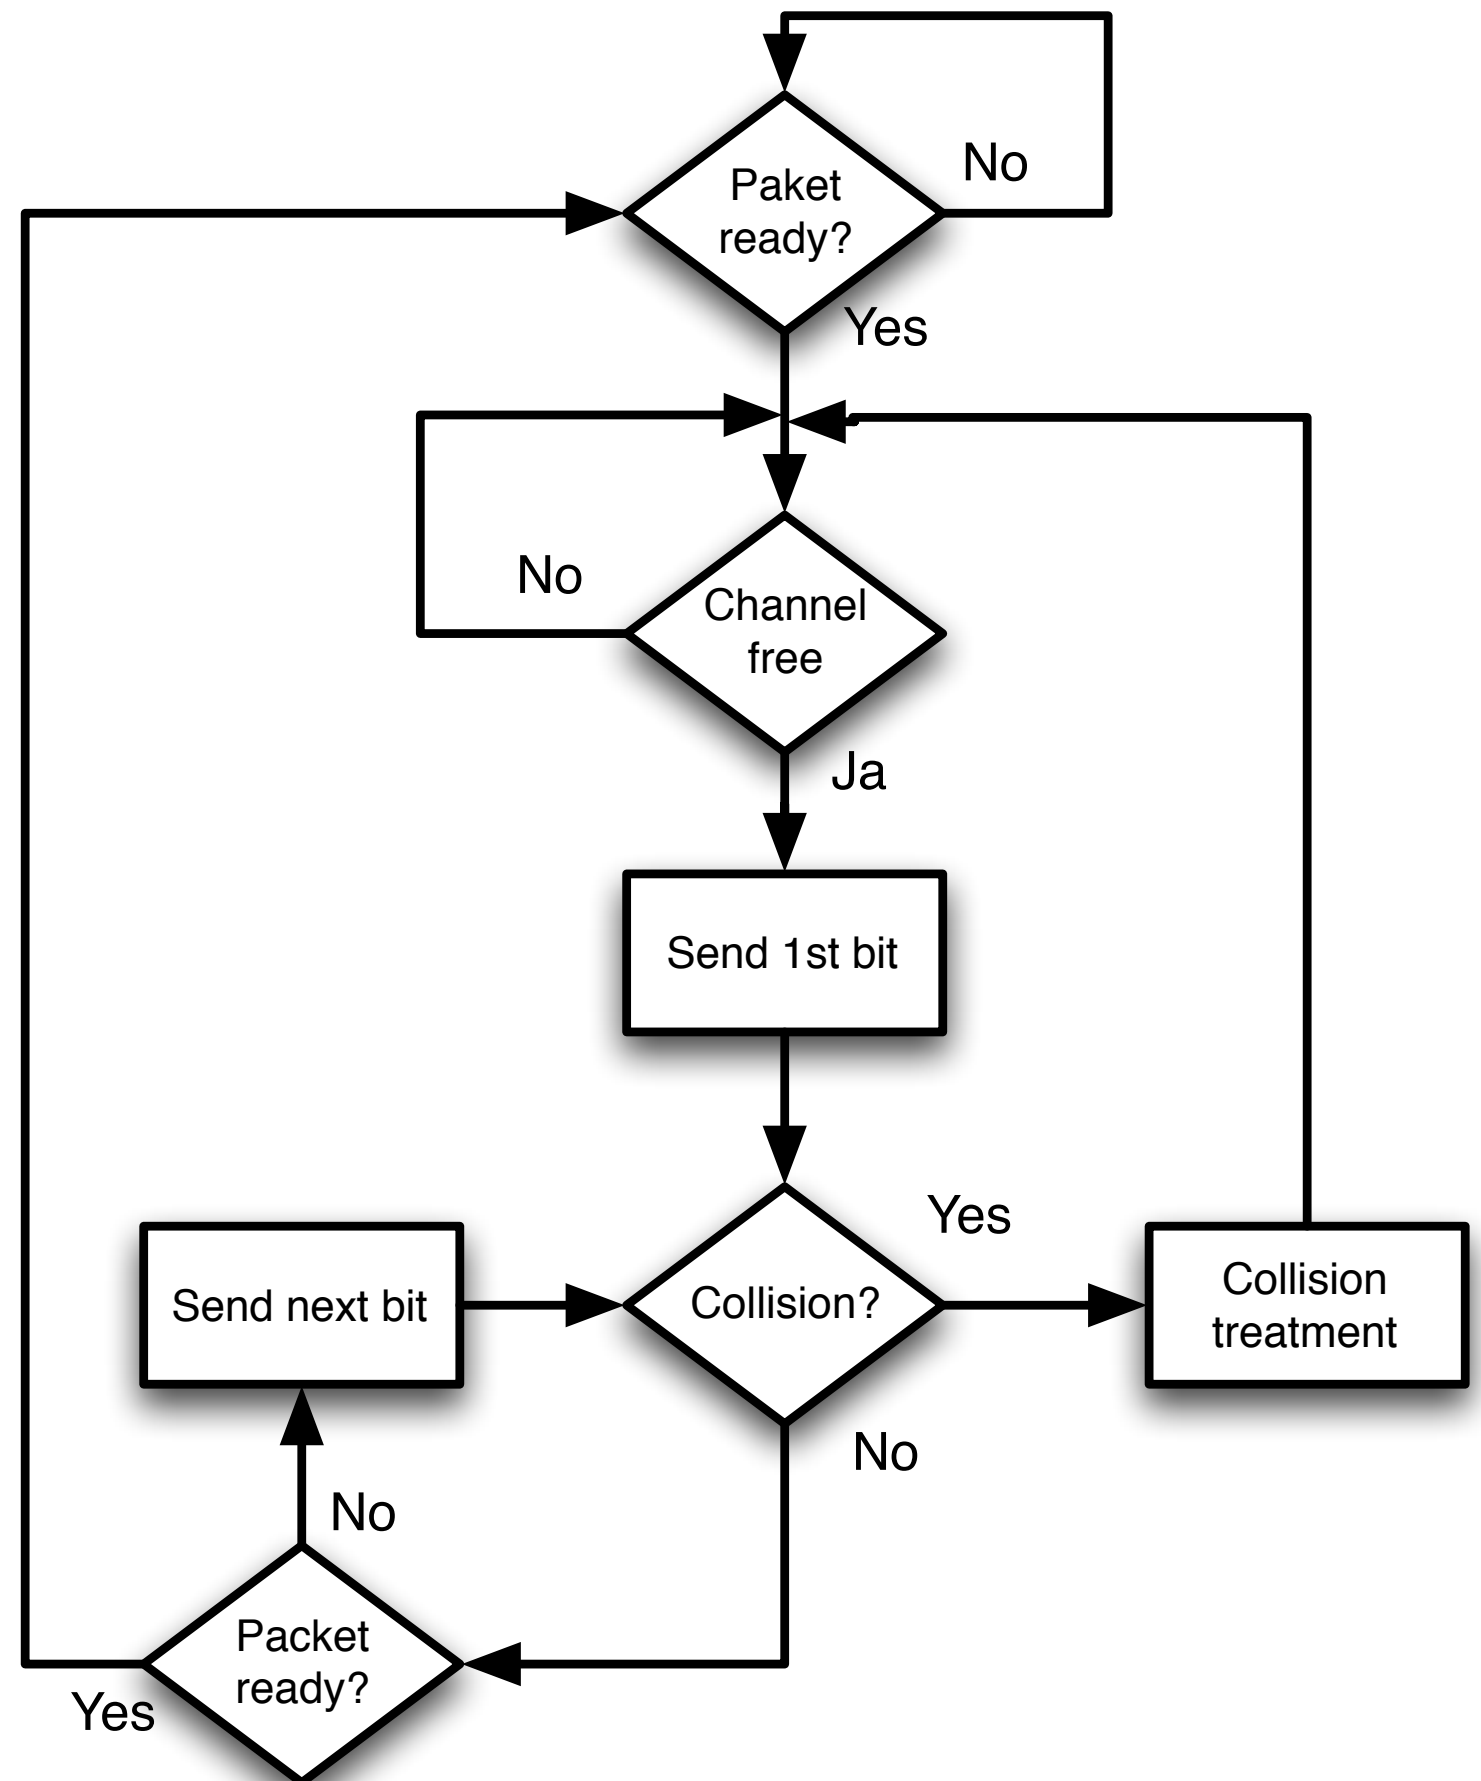 Paket
ready?
No
Yes
No
Channel
free
Ja
Send 1st bit
Yes
Send next bit
Collision?
Collision
treatment
No
No
Packet
ready?
Yes